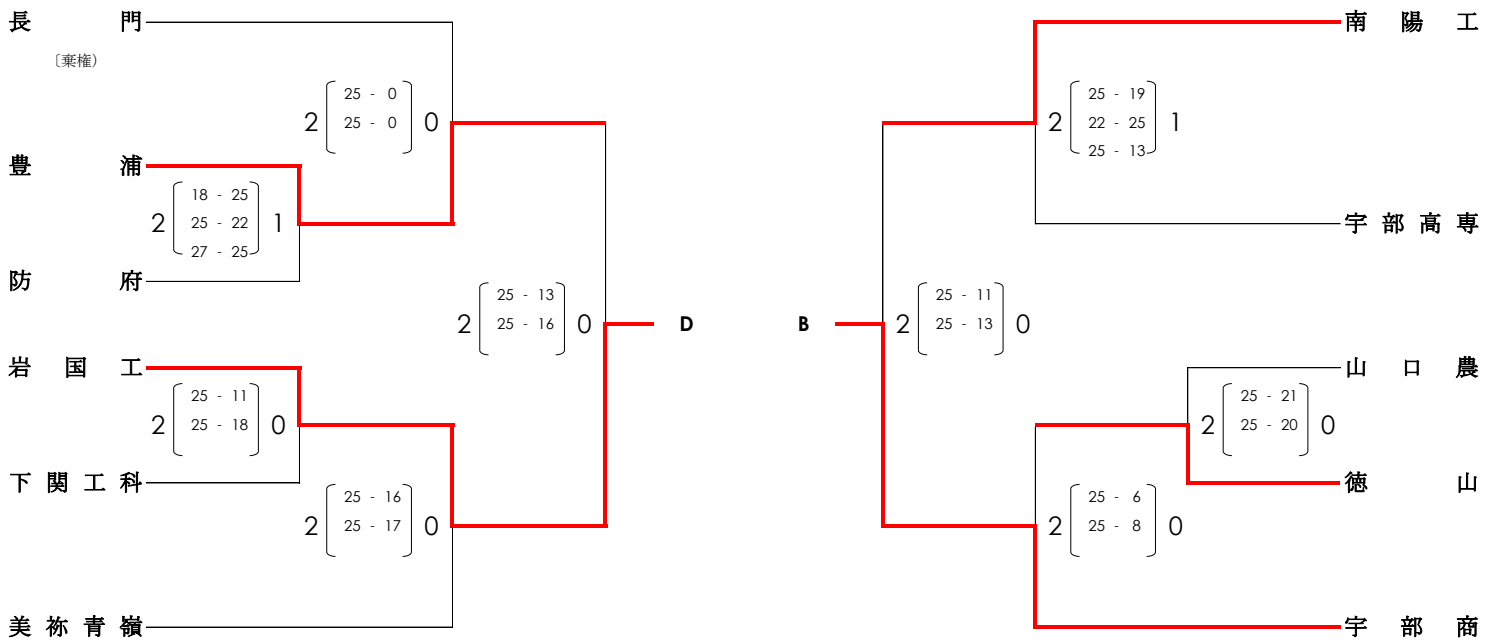 長門
〔棄権）
2 25 - 0 0
25 - 0
豊浦
2 18 - 25 1
25 - 22
27 - 25
防府
2 25 - 13 0
25 - 16
D
岩国工
2 25 - 11 0
25 - 18
下関工科
2 25 - 16 0
25 - 17
美祢青嶺
南陽工
2 25 - 19 1
22 - 25
25 - 13
宇部高専
B
2 25 - 11 0
25 - 13
山口農
2 25 - 21 0
25 - 20
徳山
2 25 - 6 0
25 - 8
宇部商